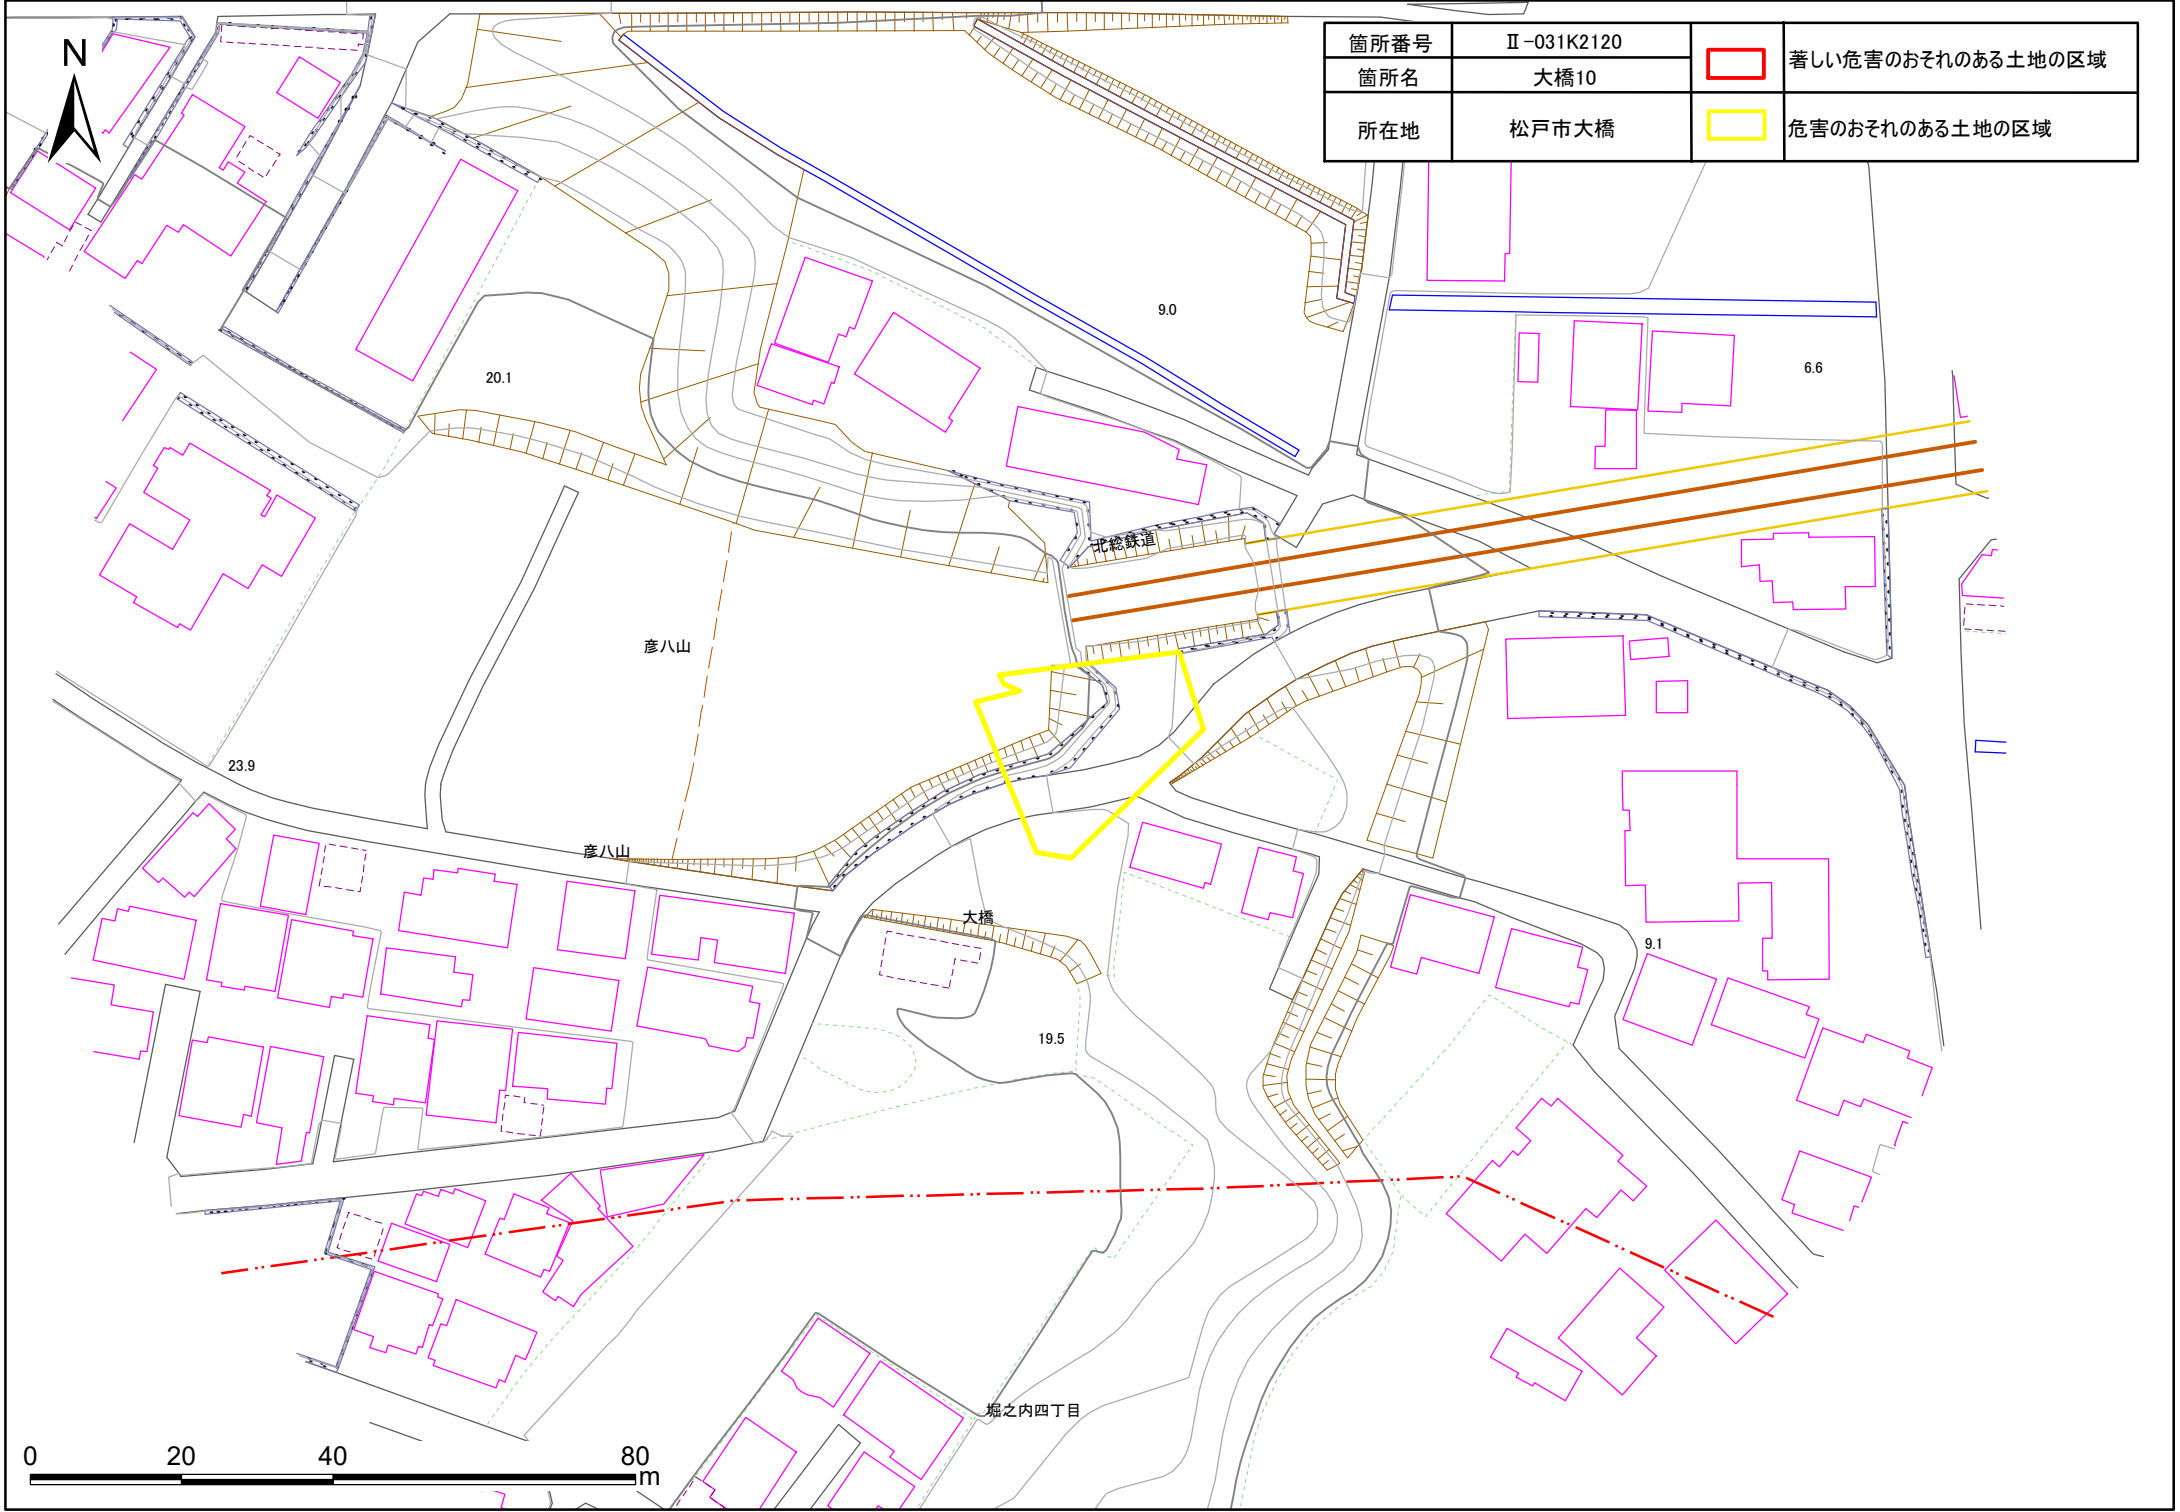 N
箇所番号 Ⅱ-031K2120 著しい危害のおそれのある土地の区域
箇所名 大橋10
所在地 松戸市大橋 危害のおそれのある土地の区域
9.0
6.6
20.1
北総鉄道
彦八山
23.9
彦八山
大橋
9.1
19.5
堀之内四丁目
0 20 40 80
m